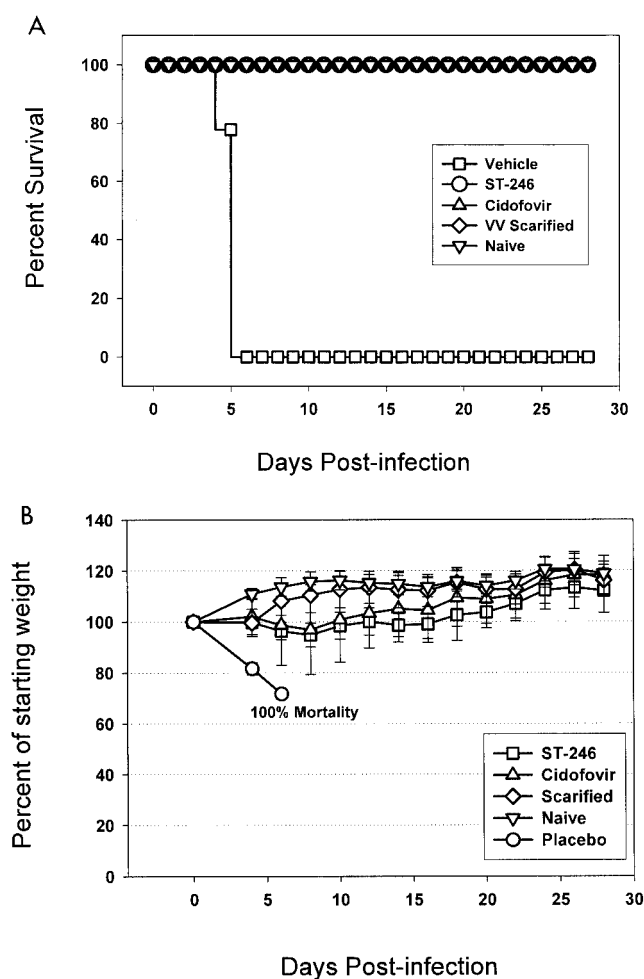 A
100
80
60
40
20
0
Percent Survival
Vehicle
ST-246
Cidofovir
VV Scarified
Naive
0 5 10 15 20 25 30
Days Post-infection
B
140
120
100
80
60
40
20
0
Percent of starting weight
100% Mortality
ST-246
Cidofovir
Scarified
Naive
Placebo
0 5 10 15 20 25 30
Days Post-infection